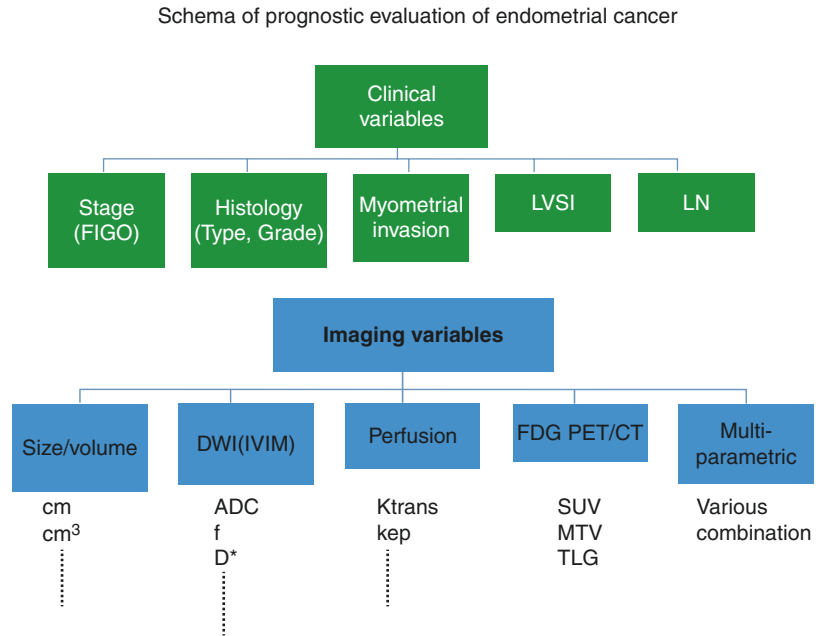 Schema of prognostic evaluation of endometrial cancer
Clinical
variables
Stage
(FIGO)
Histology
(Type, Grade)
Myometrial
invasion
LVSI
LN
Imaging variables
Size/volume
DWI(IVIM)
Perfusion
FDG PET/CT
Multi-
parametric
cm
cm³
ADC
f
D*
Ktrans
kep
SUV
MTV
TLG
Various
combination